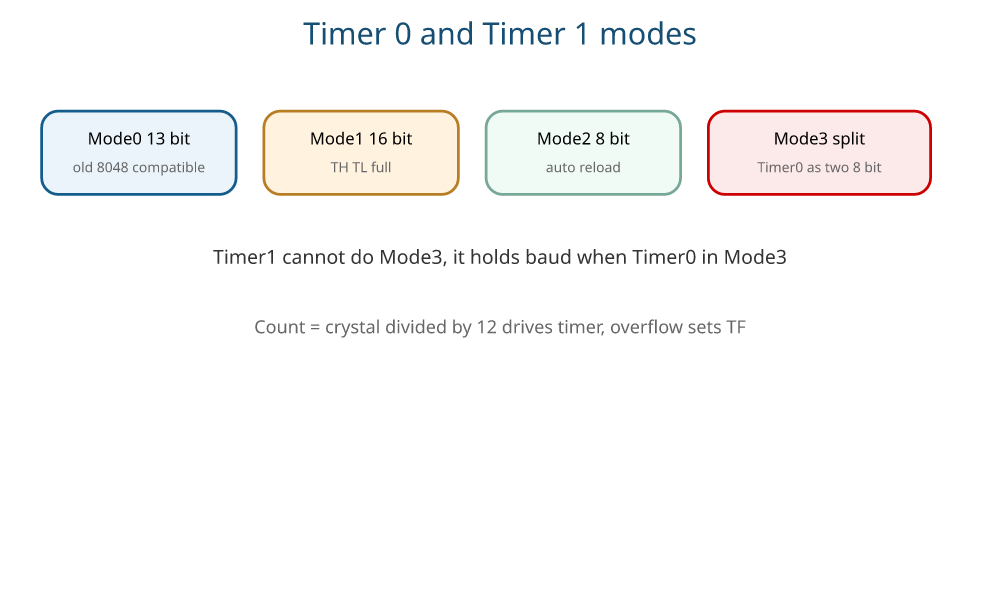 Timer 0 and Timer 1 modes
Mode0 13 bit
old 8048 compatible
Mode1 16 bit
TH TL full
Mode2 8 bit
auto reload
Mode3 split
Timer0 as two 8 bit
Timer1 cannot do Mode3, it holds baud when Timer0 in Mode3
Count = crystal divided by 12 drives timer, overflow sets TF